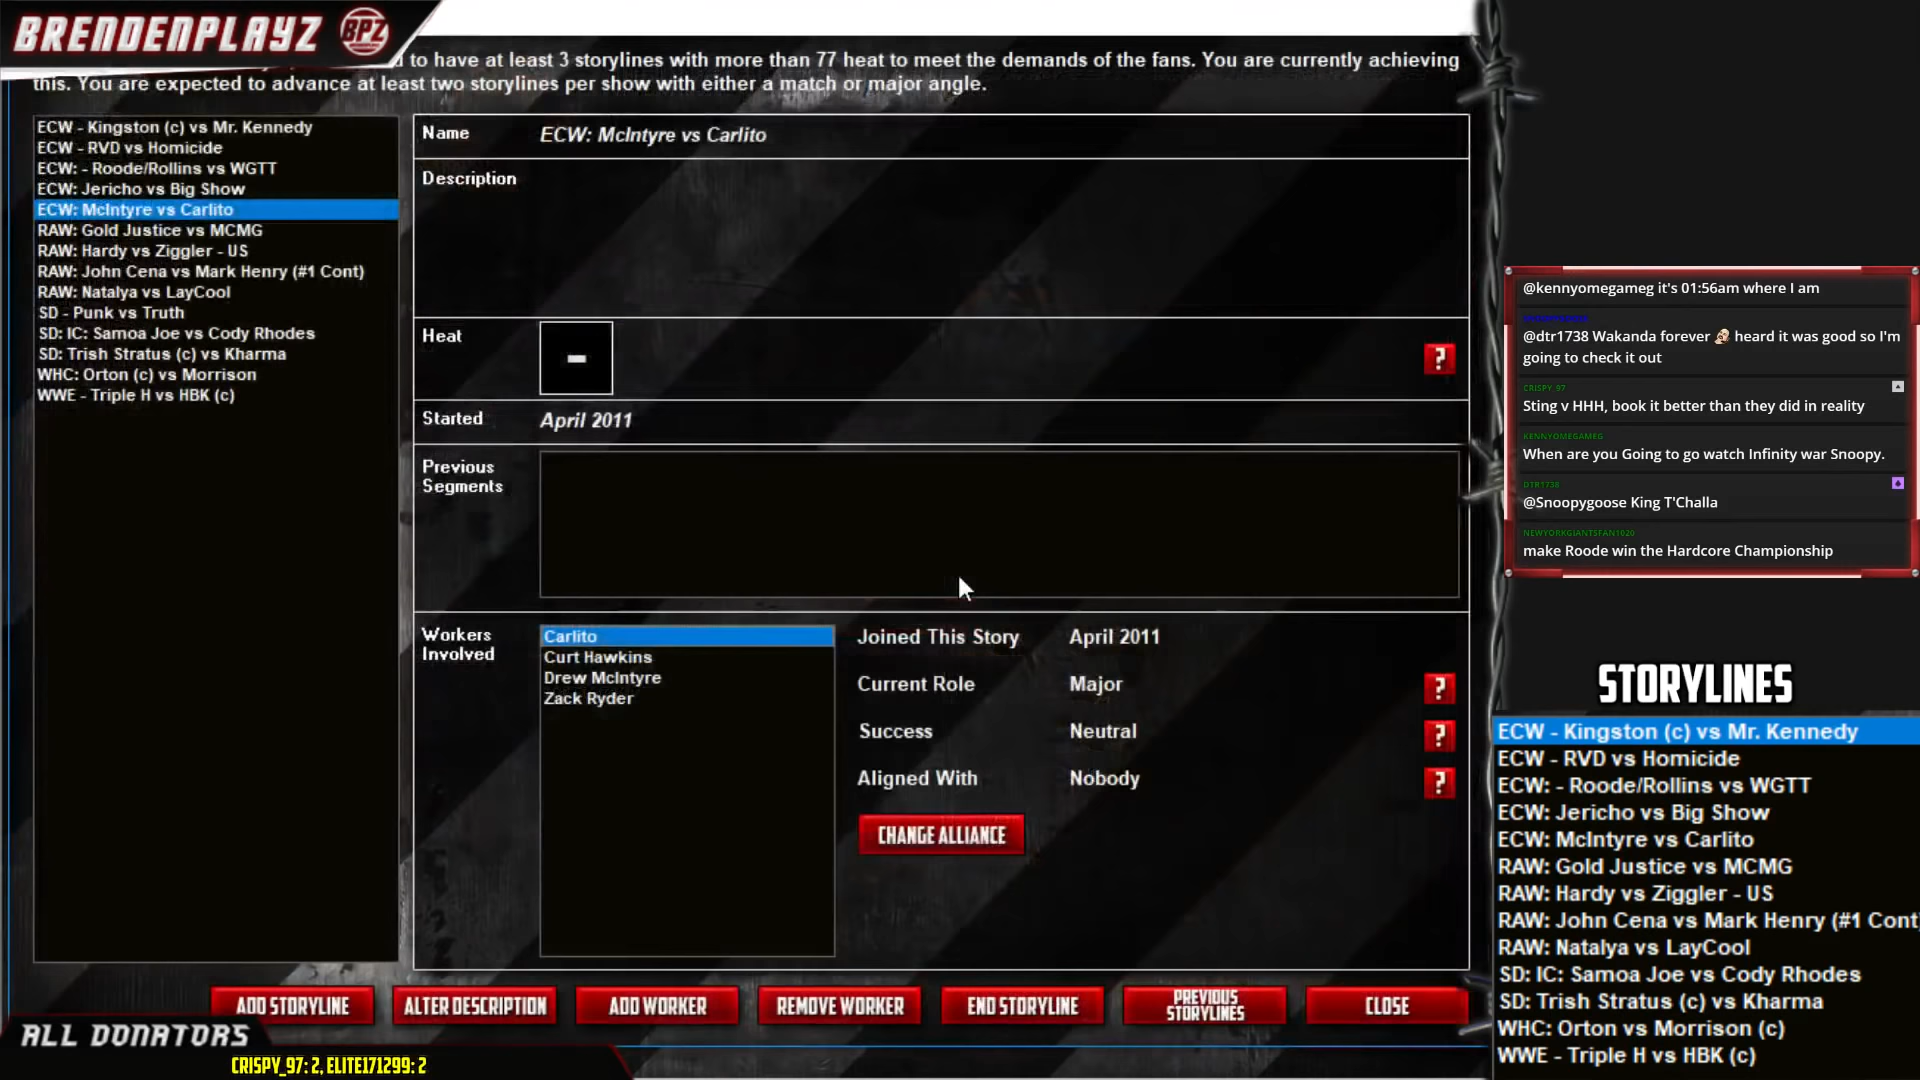 BRENDENPLAYZ
BPZ
to have at least 3 storylines with more than 77 heat to meet the demands of the fans. You are currently achieving
this. You are expected to advance at least two storylines per show with either a match or major angle.
ECW - Kingston (c) vs Mr. Kennedy
ECW - RVD vs Homicide
ECW: - Roode/Rollins vs WGTT
ECW: Jericho vs Big Show
ECW: McIntyre vs Carlito
RAW: Gold Justice vs MCMG
RAW: Hardy vs Ziggler - US
RAW: John Cena vs Mark Henry (#1 Cont)
RAW: Natalya vs LayCool
SD - Punk vs Truth
SD: IC: Samoa Joe vs Cody Rhodes
SD: Trish Stratus (c) vs Kharma
WHC: Orton (c) vs Morrison
WWE - Triple H vs HBK (c)
Name
ECW: McIntyre vs Carlito
Description
Heat
-
?
Started
April 2011
Previous
Segments
Workers
Involved
Carlito
Curt Hawkins
Drew McIntyre
Zack Ryder
Joined This Story
April 2011
Current Role
Major
?
Success
Neutral
?
Aligned With
Nobody
?
CHANGE ALLIANCE
ADD STORYLINE
ALTER DESCRIPTION
ADD WORKER
REMOVE WORKER
END STORYLINE
PREVIOUS
STORYLINES
CLOSE
ALL DONATORS
CRISPY_97: 2, ELITE171299: 2
@kennyomegameg it's 01:56am where I am
@dtr1738 Wakanda forever heard it was good so I'm
going to check it out
CRISPY_97
Sting v HHH, book it better than they did in reality
KENNYOMEGAMEG
When are you Going to go watch Infinity war Snoopy.
DTR1738
@Snoopygoose King T'Challa
NEWYORKGIANTSFAN1020
make Roode win the Hardcore Championship
STORYLINES
ECW - Kingston (c) vs Mr. Kennedy
ECW - RVD vs Homicide
ECW: - Roode/Rollins vs WGTT
ECW: Jericho vs Big Show
ECW: McIntyre vs Carlito
RAW: Gold Justice vs MCMG
RAW: Hardy vs Ziggler - US
RAW: John Cena vs Mark Henry (#1 Cont)
RAW: Natalya vs LayCool
SD: IC: Samoa Joe vs Cody Rhodes
SD: Trish Stratus (c) vs Kharma
WHC: Orton vs Morrison (c)
WWE - Triple H vs HBK (c)